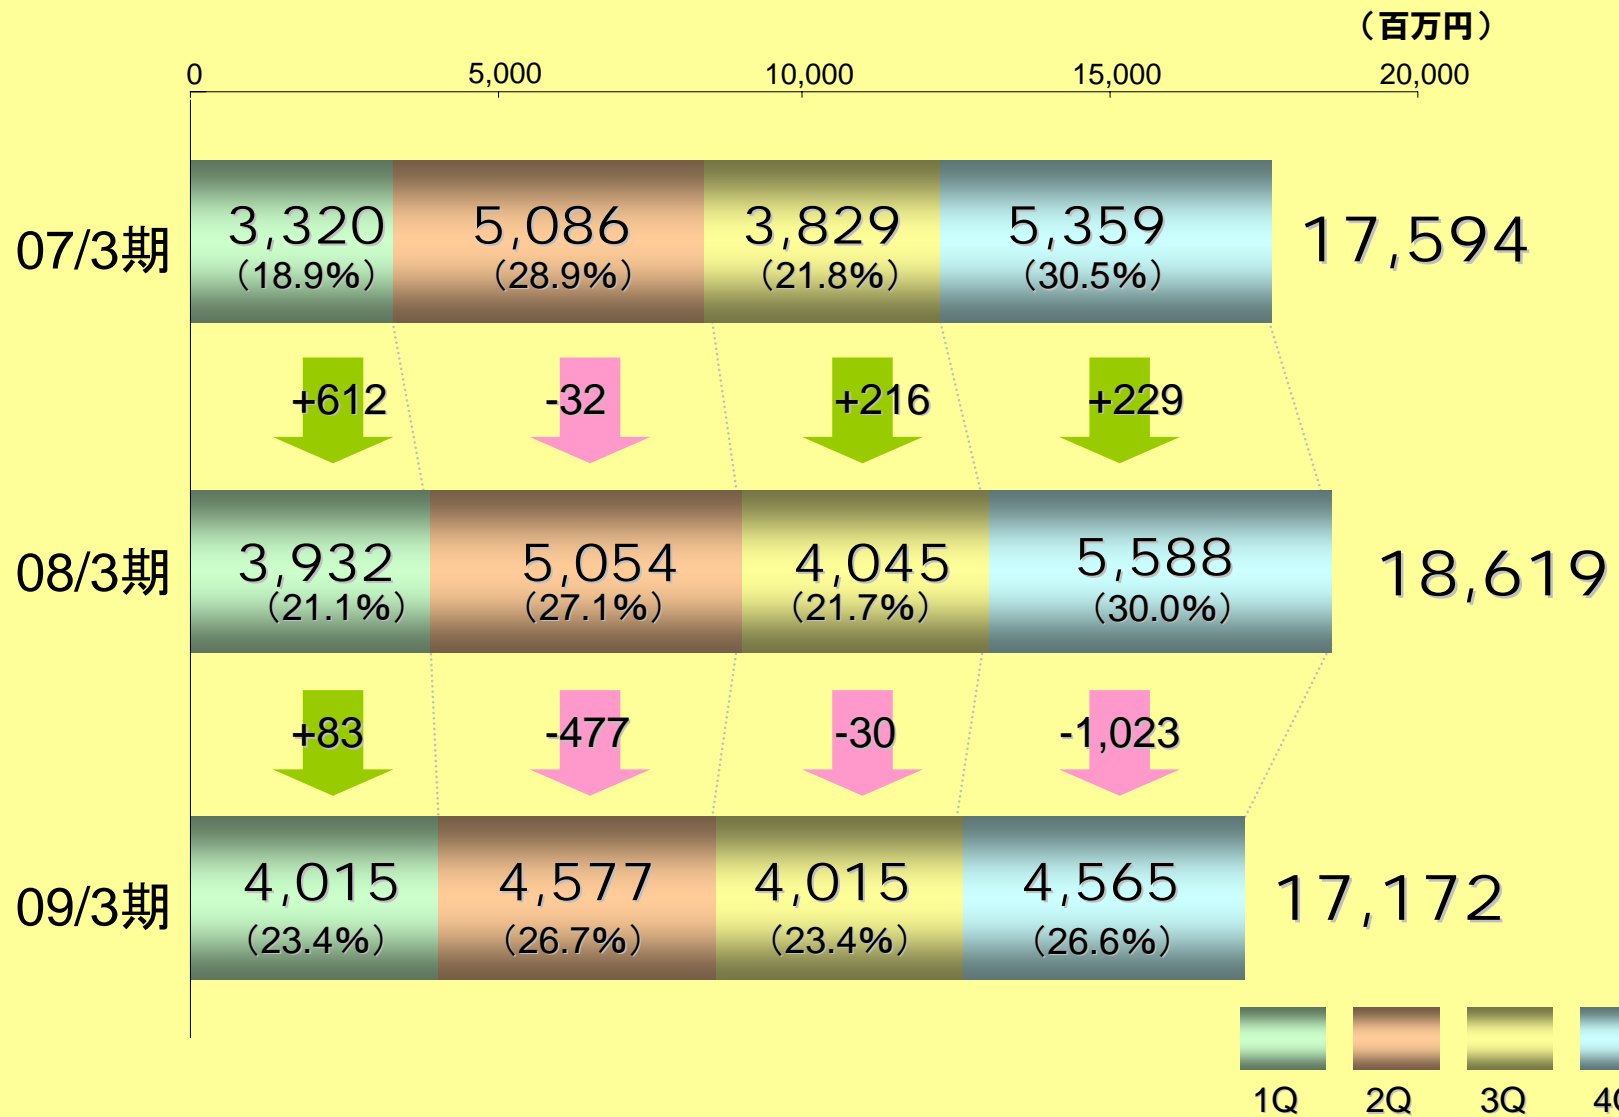 （百万円）
0 5,000 10,000 15,000 20,000
07/3期 3,320 5,086 3,829 5,359 17,594
（18.9%） （28.9%） （21.8%） （30.5%）
+612 -32 +216 +229
08/3期 3,932 5,054 4,045 5,588 18,619
（21.1%） （27.1%） （21.7%） （30.0%）
+83 -477 -30 -1,023
09/3期 4,015 4,577 4,015 4,565 17,172
（23.4%） （26.7%） （23.4%） （26.6%）
1Q 2Q 3Q